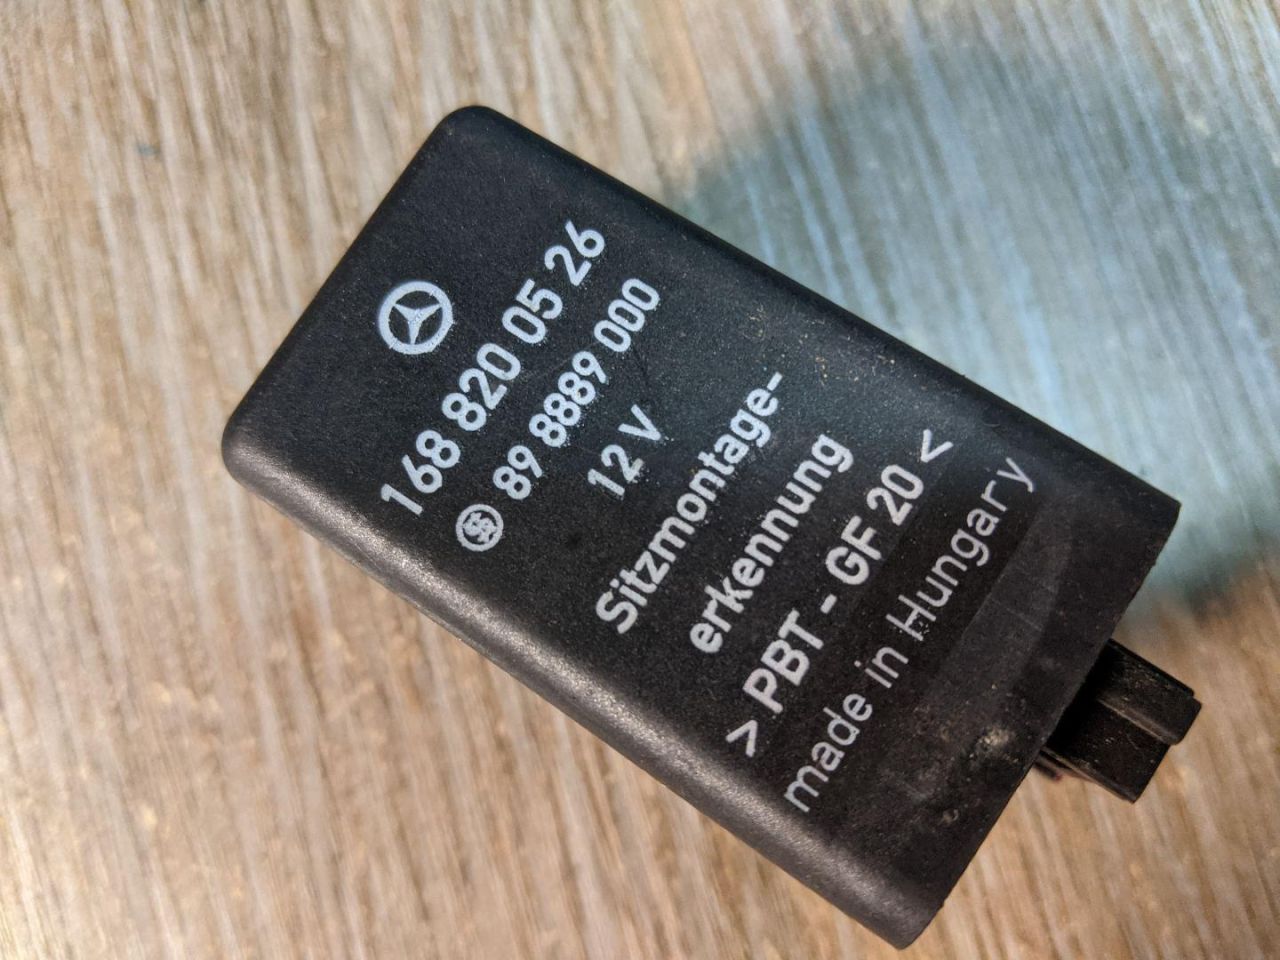 168 820 05 26
89 8889 000
12 V
Sitzmontage-
erkennung
> PBT - GF 20 <
made in Hungary